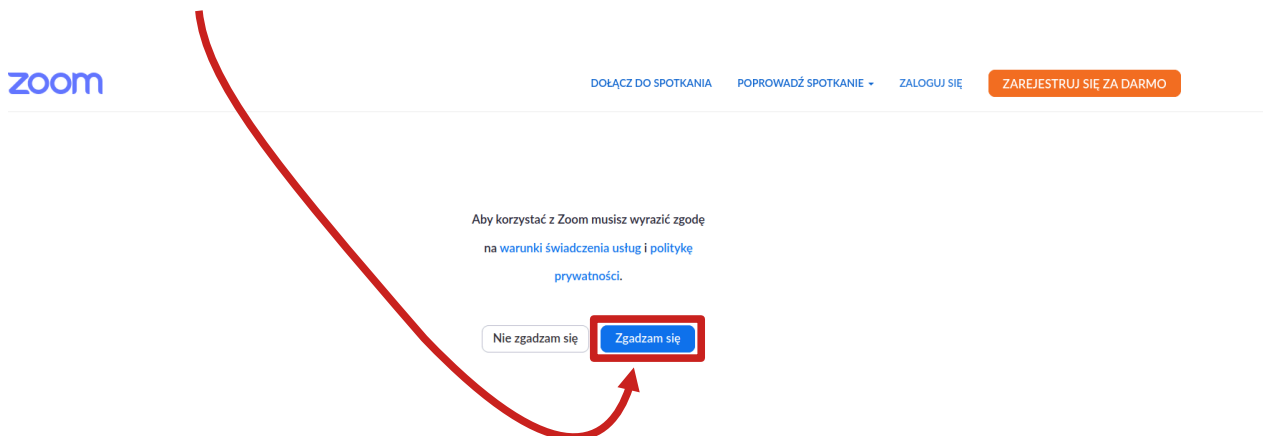 zoom
DOŁĄCZ DO SPOTKANIA POPROWADŹ SPOTKANIE ZALOGUJ SIĘ ZAREJESTRUJ SIĘ ZA DARMO
Aby korzystać z Zoom musisz wyrazić zgodę
na warunki świadczenia usług i politykę
prywatności.
Nie zgadzam się Zgadzam się